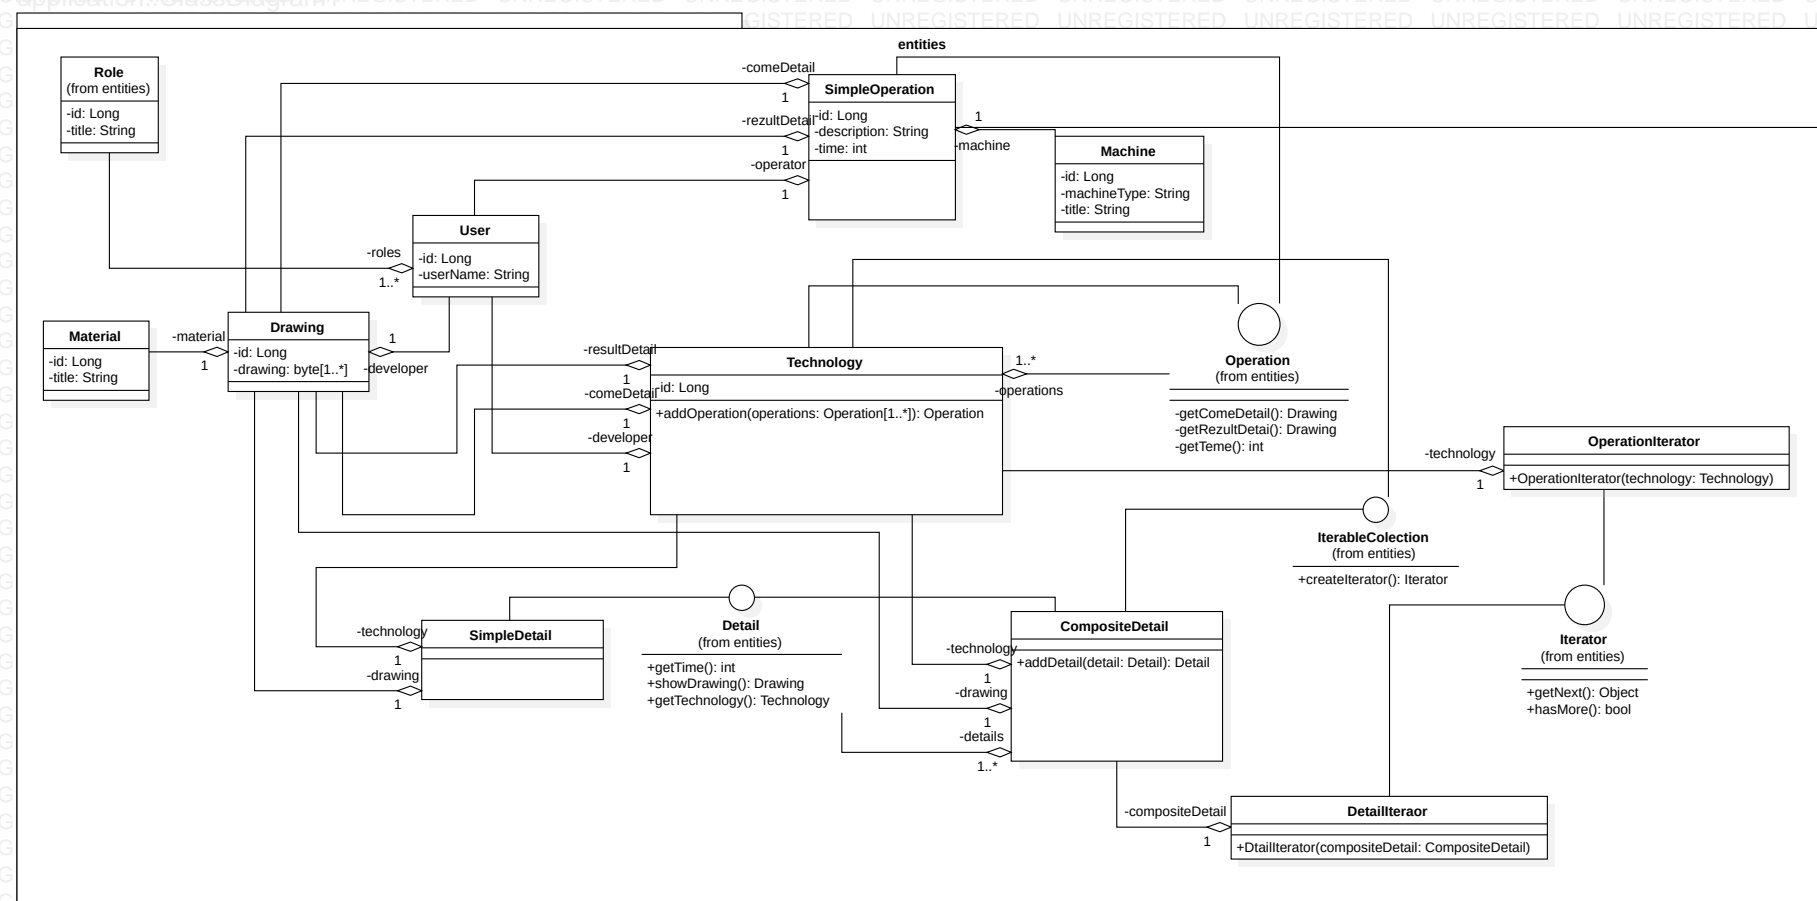 UNREGISTERED UNREGISTERED UNREGISTERED UNREGISTERED UNREGISTERED
entities
Role
(from entities)
-id: Long
-title: String
-comeDetail
1
-rezultDetail
1
-operator
1
SimpleOperation
-id: Long
-description: String
-time: int
1
-machine
Machine
-id: Long
-machineType: String
-title: String
User
-id: Long
-userName: String
-roles
1..*
Material
-id: Long
-title: String
-material
1
Drawing
-id: Long
-drawing: byte[1..*]
1
-developer
-resultDetail
1
-comeDetail
1
-developer
1
Technology
-id: Long
+addOperation(operations: Operation[1..*]): Operation
1..*
-operations
Operation
(from entities)
-getComeDetail(): Drawing
-getRezultDetai(): Drawing
-getTeme(): int
-technology
1
OperationIterator
+OperationIterator(technology: Technology)
IterableColection
(from entities)
+createIterator(): Iterator
Iterator
(from entities)
+getNext(): Object
+hasMore(): bool
-technology
1
-drawing
1
SimpleDetail
Detail
(from entities)
+getTime(): int
+showDrawing(): Drawing
+getTechnology(): Technology
-technology
1
-drawing
1
-details
1..*
CompositeDetail
+addDetail(detail: Detail): Detail
-compositeDetail
1
DetailIteraor
+DtailIterator(compositeDetail: CompositeDetail)